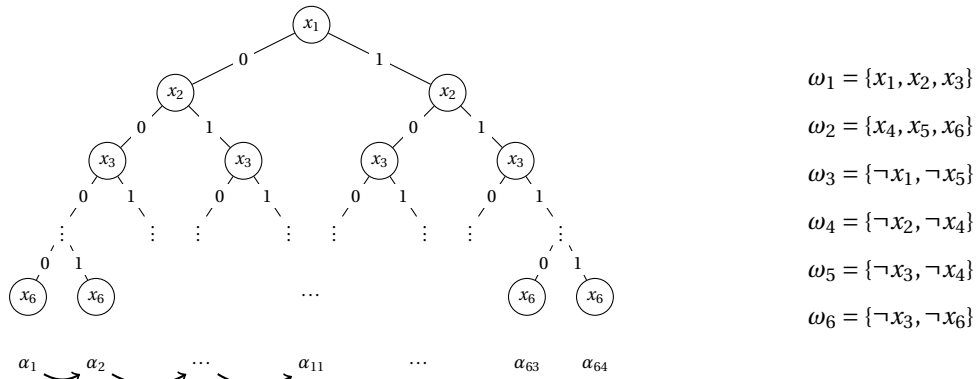 x₁
0 1
x₂ x₂
0 1 0 1
x₃ x₃ x₃ x₃
0 1 0 1 0 1 0 1
⋮ ⋮ ⋮ ⋮ ⋮ ⋮ ⋮ ⋮
0 1 0 1
x₆ x₆ ⋯ x₆ x₆
α₁ α₂ ⋯ α₁₁ ⋯ α₆₃ α₆₄
ω₁ = {x₁, x₂, x₃}
ω₂ = {x₄, x₅, x₆}
ω₃ = {¬x₁, ¬x₅}
ω₄ = {¬x₂, ¬x₄}
ω₅ = {¬x₃, ¬x₄}
ω₆ = {¬x₃, ¬x₆}